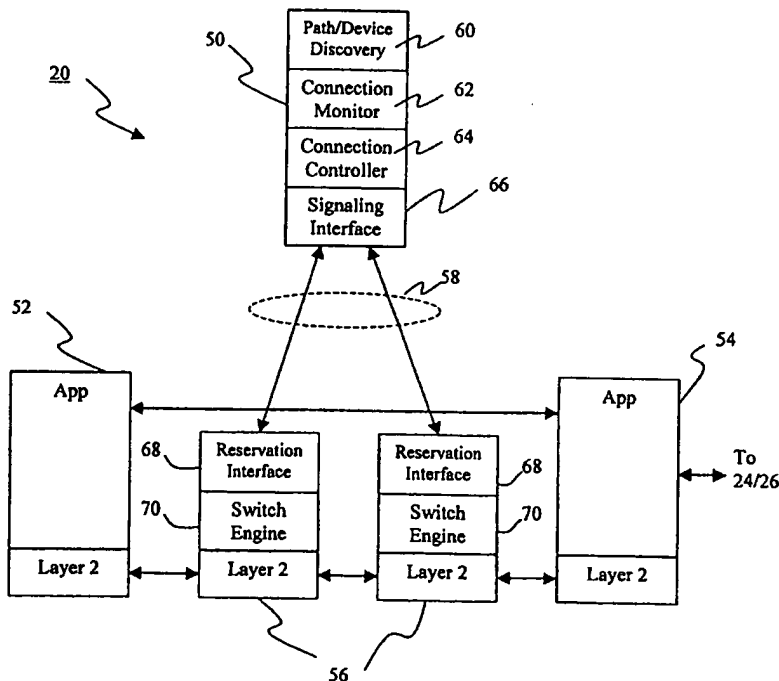 Path/Device
Discovery
60
50
20
Connection
Monitor
62
Connection
Controller
64
Signaling
Interface
66
58
52
54
App
App
68
Reservation
Interface
Reservation
Interface
68
To
24/26
70
Switch
Engine
Switch
Engine
70
Layer 2
Layer 2
Layer 2
Layer 2
56